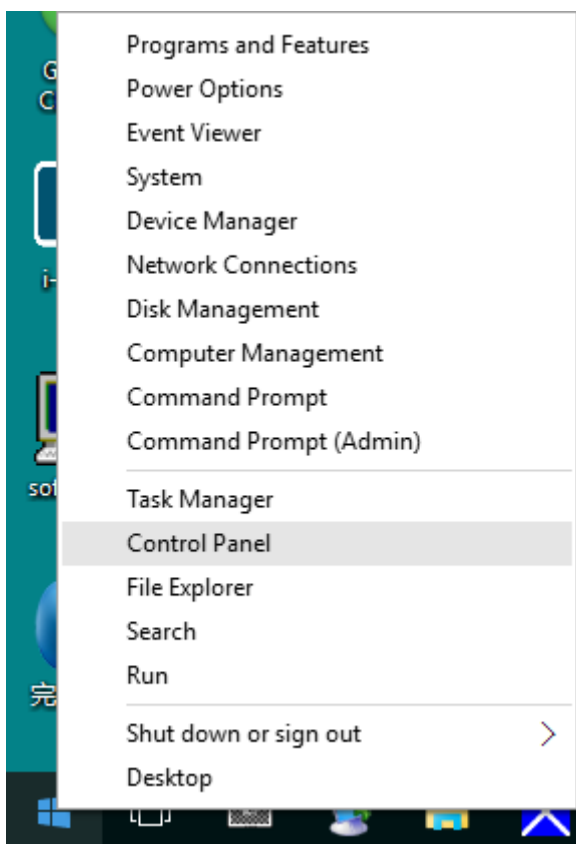 Programs and Features
Power Options
Event Viewer
System
Device Manager
Network Connections
Disk Management
Computer Management
Command Prompt
Command Prompt (Admin)
Task Manager
Control Panel
File Explorer
Search
Run
Shut down or sign out
Desktop